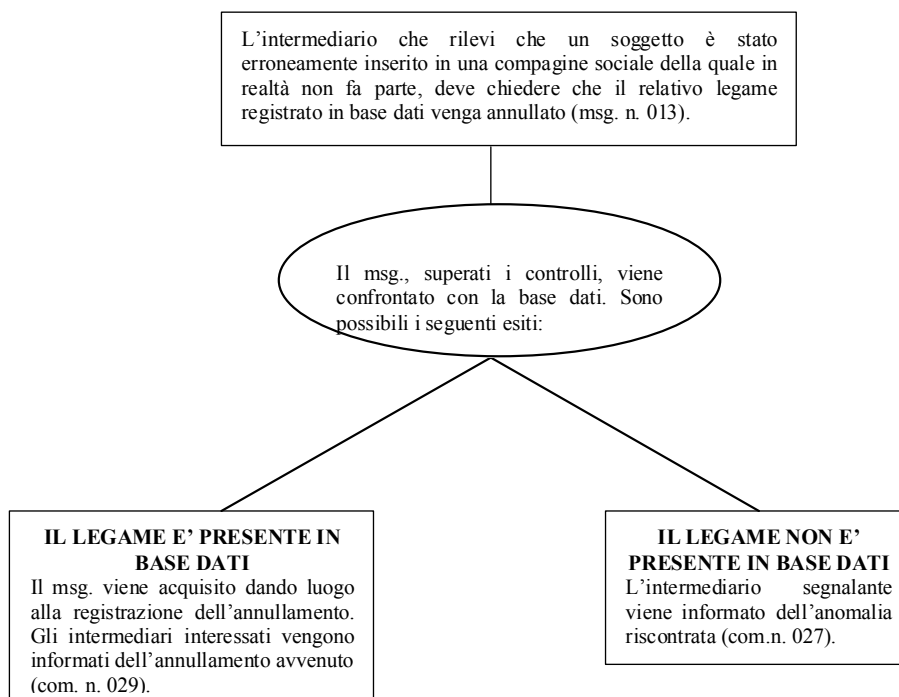 L'intermediario che rilevi che un soggetto è stato
erroneamente inserito in una compagine sociale della quale in
realtà non fa parte, deve chiedere che il relativo legame
registrato in base dati venga annullato (msg. n. 013).
Il msg., superati i controlli, viene
confrontato con la base dati. Sono
possibili i seguenti esiti:
IL LEGAME E' PRESENTE IN
BASE DATI
Il msg. viene acquisito dando luogo
alla registrazione dell'annullamento.
Gli intermediari interessati vengono
informati dell'annullamento avvenuto
(com. n. 029).
IL LEGAME NON E'
PRESENTE IN BASE DATI
L'intermediario segnalante
viene informato dell'anomalia
riscontrata (com.n. 027).